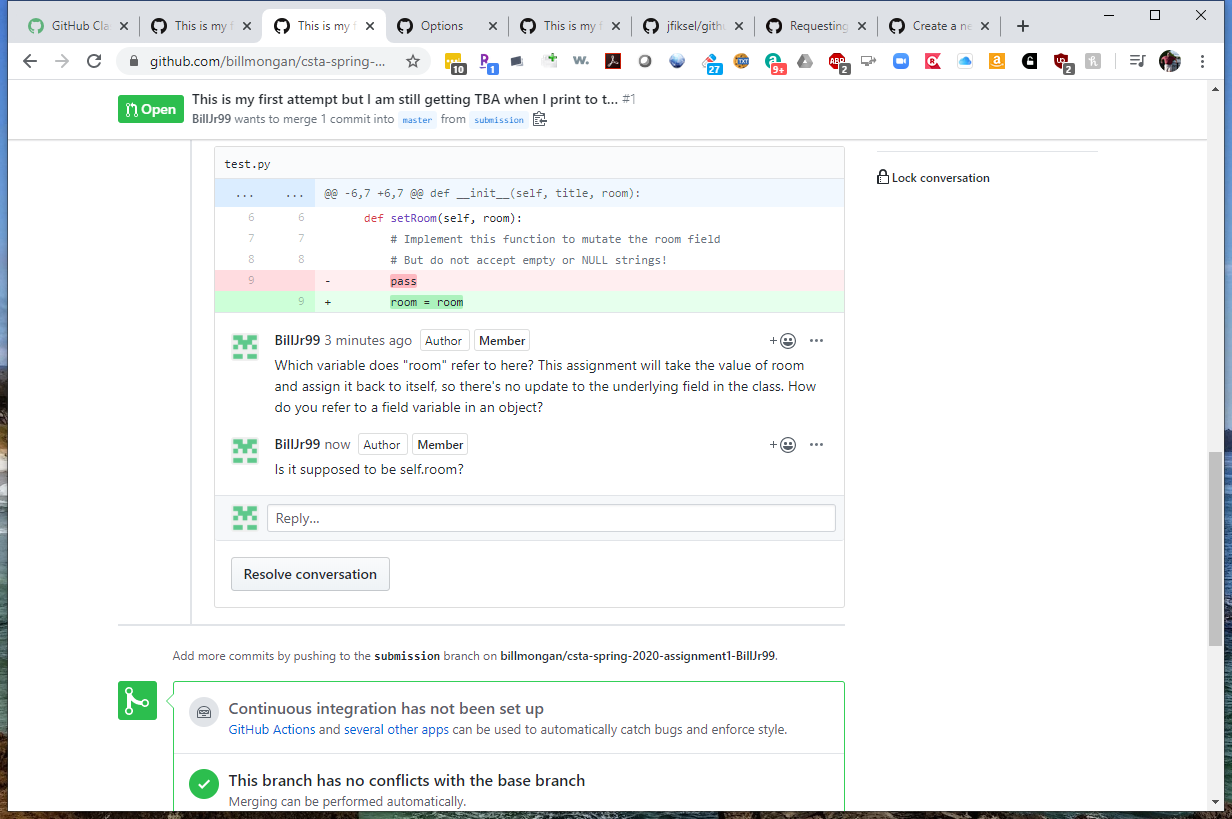 GitHub Cla
This is my f
This is my f
Options
This is my f
jfiksel/gith
Requesting
Create a ne
github.com/billmongan/csta-spring-...
10
1
W.
27
TXT
9+
ABP
2
2
Open
This is my first attempt but I am still getting TBA when I print to t... #1
BillJr99 wants to merge 1 commit into master from submission
test.py
... ... @@ -6,7 +6,7 @@ def __init__(self, title, room):
6 6 def setRoom(self, room):
7 7 # Implement this function to mutate the room field
8 8 # But do not accept empty or NULL strings!
9 - pass
9 + room = room
BillJr99 3 minutes ago Author Member
Which variable does "room" refer to here? This assignment will take the value of room
and assign it back to itself, so there's no update to the underlying field in the class. How
do you refer to a field variable in an object?
BillJr99 now Author Member
Is it supposed to be self.room?
Reply...
Resolve conversation
Lock conversation
Add more commits by pushing to the submission branch on billmongan/csta-spring-2020-assignment1-BillJr99.
Continuous integration has not been set up
GitHub Actions and several other apps can be used to automatically catch bugs and enforce style.
This branch has no conflicts with the base branch
Merging can be performed automatically.